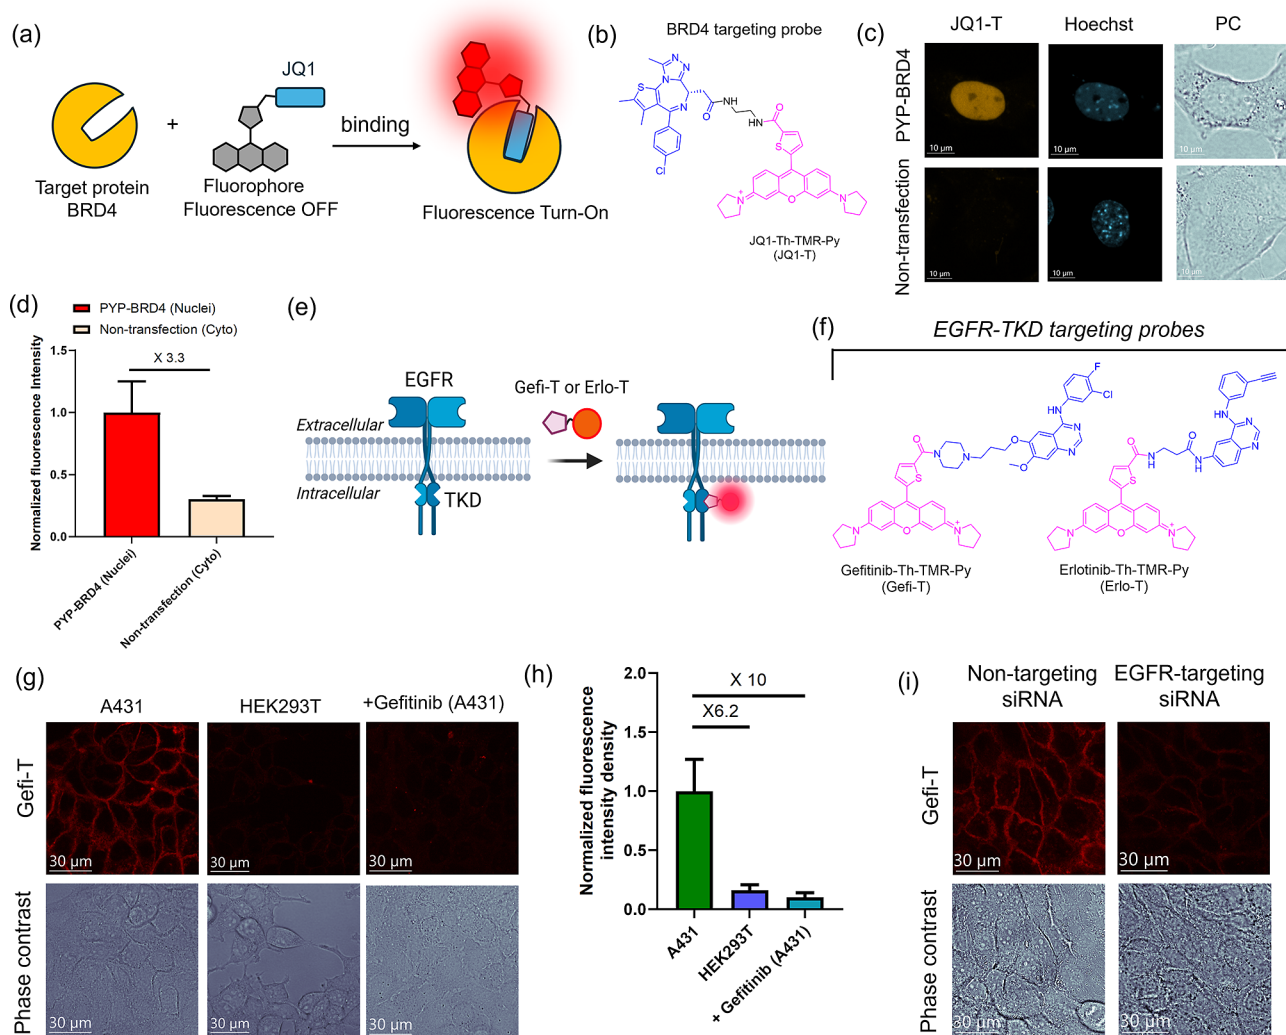 (a)
JQ1
+
binding
Target protein
BRD4
Fluorophore
Fluorescence OFF
Fluorescence Turn-On
(b)
BRD4 targeting probe
N-N
N
S
N
O
NH
HN
O
S
Cl
N+
O
N
JQ1-Th-TMR-Py
(JQ1-T)
(c)
JQ1-T
Hoechst
PC
PYP-BRD4
10 µm
10 µm
10 µm
Non-transfection
10 µm
10 µm
10 µm
(d)
PYP-BRD4 (Nuclei)
Non-transfection (Cyto)
Normalized fluorescence Intensity
1.5
1.0
0.5
0.0
X 3.3
PYP-BRD4 (Nuclei)
Non-transfection (Cyto)
(e)
EGFR
Gefi-T or Erlo-T
Extracellular
Intracellular
TKD
(f)
EGFR-TKD targeting probes
F
Cl
HN
O
N
N
O
O
N
N
S
N
O
N+
Gefitinib-Th-TMR-Py
(Gefi-T)
HN
N
N
O
O
N
H
N
H
S
N
O
N+
Erlotinib-Th-TMR-Py
(Erlo-T)
(g)
A431
HEK293T
+Gefitinib (A431)
Gefi-T
30 µm
30 µm
30 µm
Phase contrast
30 µm
30 µm
30 µm
(h)
Normalized fluorescence
intensity density
2.0
1.5
1.0
0.5
0.0
X 10
X6.2
A431
HEK293T
+ Gefitinib (A431)
(i)
Non-targeting
siRNA
EGFR-targeting
siRNA
Gefi-T
30 µm
30 µm
Phase contrast
30 µm
30 µm